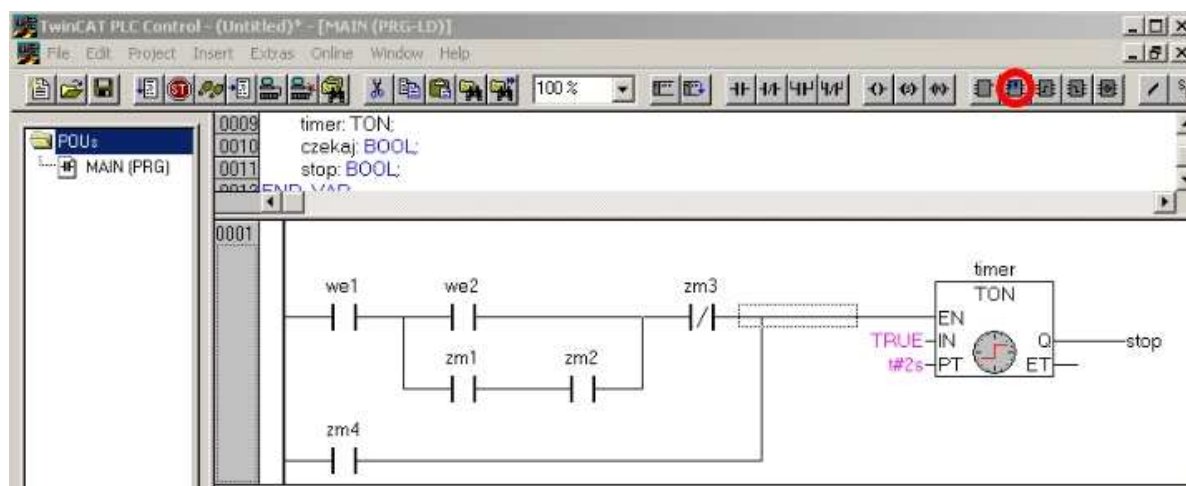 TwinCAT PLC Control - (Untitled)* - [MAIN (PRG-LD)]
File Edit Project Insert Extras Online Window Help
100 %
POUs
MAIN (PRG)
0009 timer: TON;
0010 czekaj: BOOL;
0011 stop: BOOL;
0012 END_VAR
0001
timer
we1 we2 zm3 TON
EN
zm1 zm2 TRUE IN Q stop
t#2s PT ET
zm4